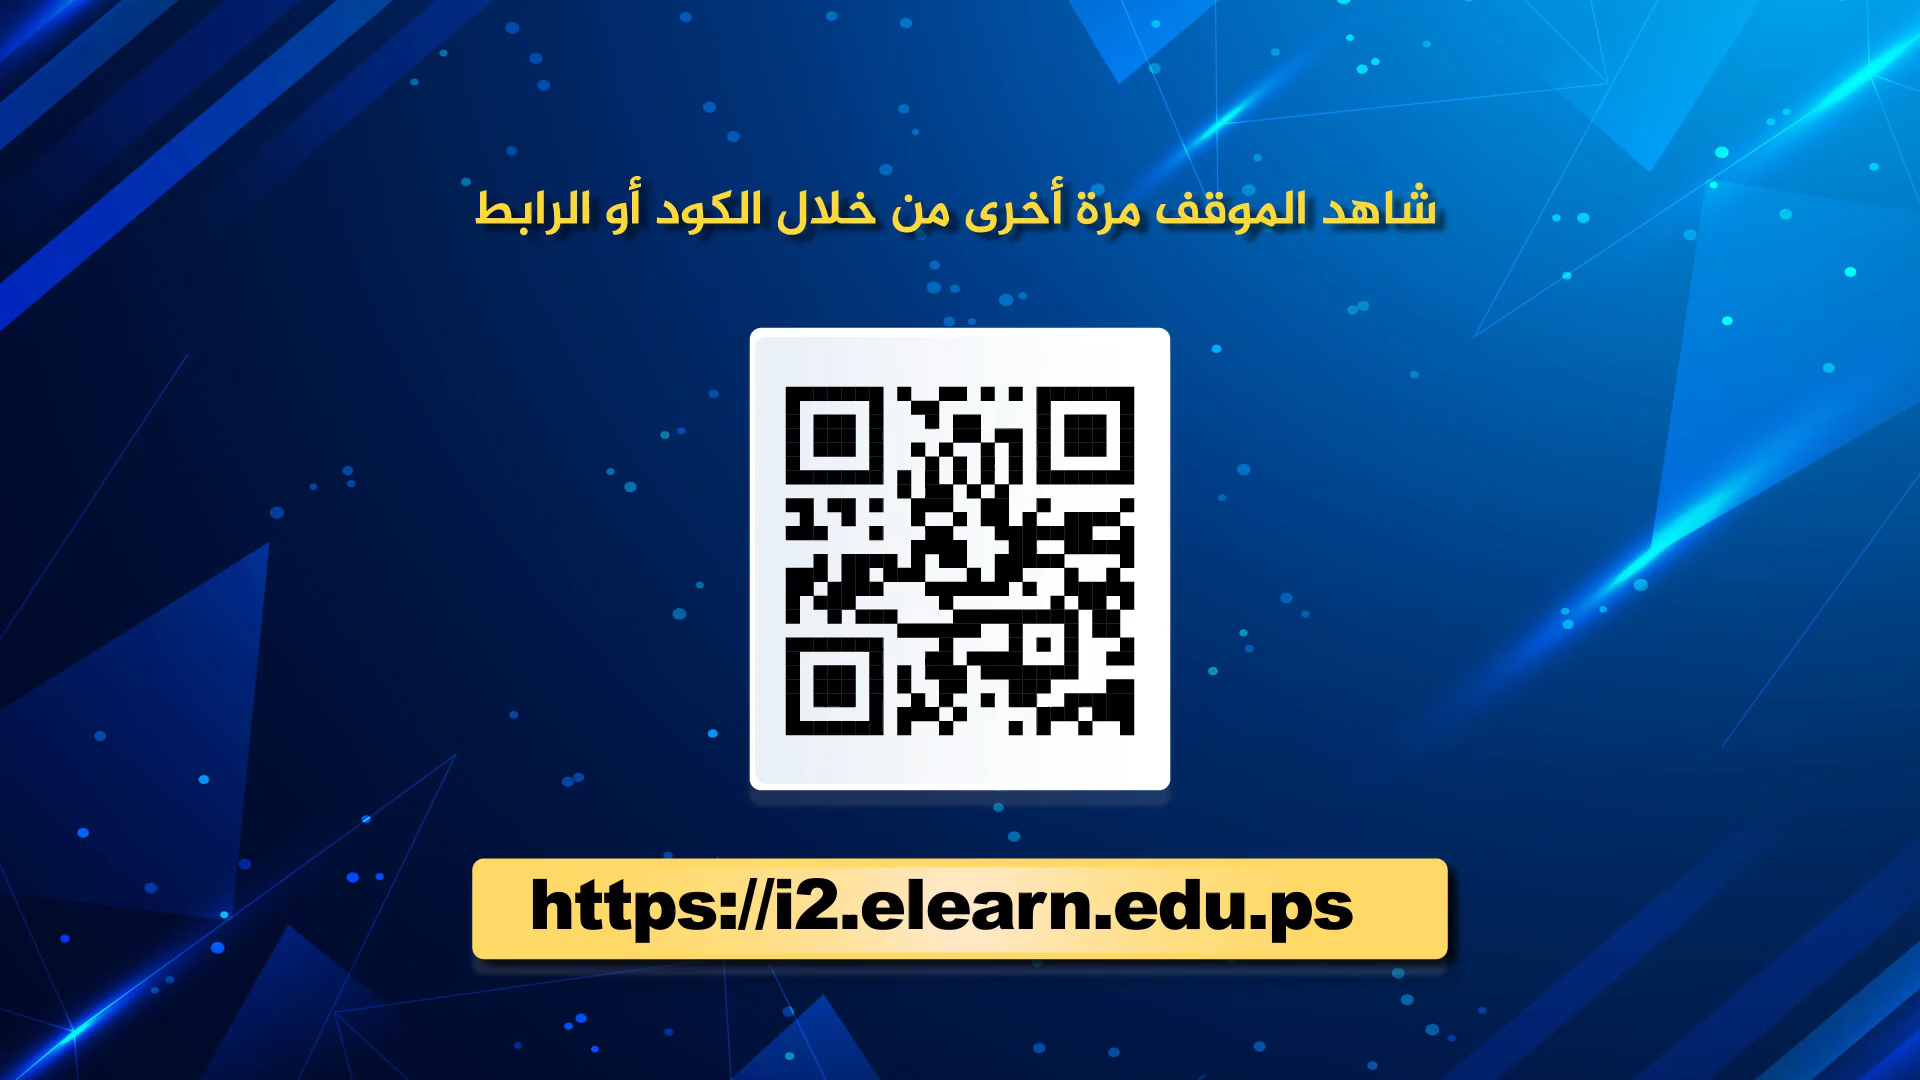 شاهد الموقف مرة أخرى من خلال الكود أو الرابط
https://i2.elearn.edu.ps